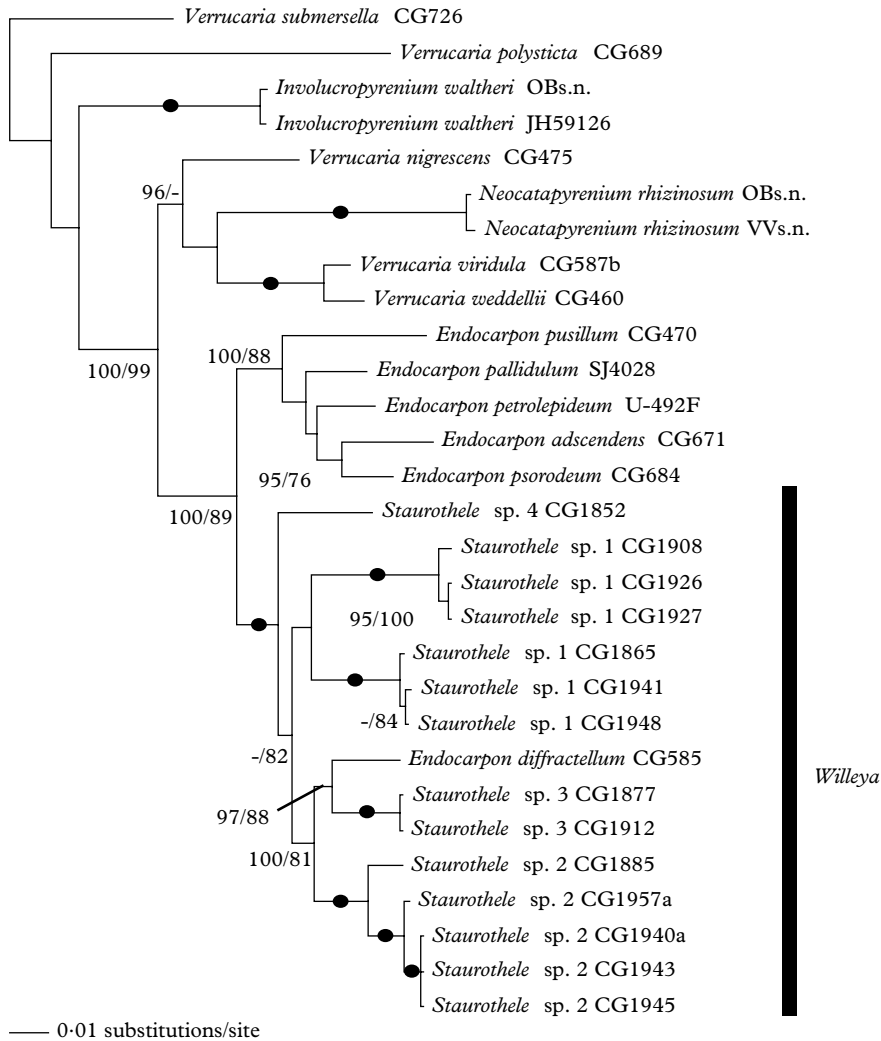 Verrucaria submersella CG726
Verrucaria polysticta CG689
Involucropyrenium waltheri OBs.n.
Involucropyrenium waltheri JH59126
Verrucaria nigrescens CG475
96/-
Neocatapyrenium rhizinosum OBs.n.
Neocatapyrenium rhizinosum VVs.n.
Verrucaria viridula CG587b
Verrucaria weddellii CG460
Endocarpon pusillum CG470
100/88
100/99
Endocarpon pallidulum SJ4028
Endocarpon petrolepideum U-492F
Endocarpon adscendens CG671
Endocarpon psorodeum CG684
95/76
100/89
Staurothele sp. 4 CG1852
Staurothele sp. 1 CG1908
Staurothele sp. 1 CG1926
Staurothele sp. 1 CG1927
95/100
Staurothele sp. 1 CG1865
Staurothele sp. 1 CG1941
Staurothele sp. 1 CG1948
-/84
-/82
Endocarpon diffractellum CG585
Willeya
Staurothele sp. 3 CG1877
Staurothele sp. 3 CG1912
97/88
100/81
Staurothele sp. 2 CG1885
Staurothele sp. 2 CG1957a
Staurothele sp. 2 CG1940a
Staurothele sp. 2 CG1943
Staurothele sp. 2 CG1945
0·01 substitutions/site